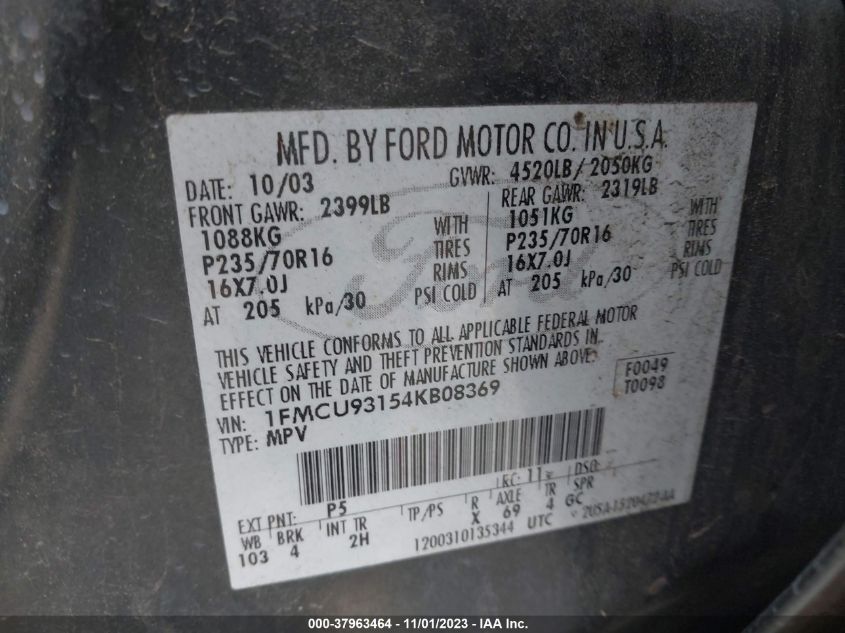 MFD. BY FORD MOTOR CO. IN U.S.A.
DATE: 10/03 GVWR: 4520LB/ 2050KG
FRONT GAWR: 2399LB REAR GAWR: 2319LB
1088KG WITH 1051KG WITH
P235/70R16 TIRES P235/70R16 TIRES
16X7.0J RIMS 16X7.0J RIMS
AT 205 kPa/30 PSI COLD AT 205 kPa/30 PSI COLD
THIS VEHICLE CONFORMS TO ALL APPLICABLE FEDERAL MOTOR
VEHICLE SAFETY AND THEFT PREVENTION STANDARDS IN
EFFECT ON THE DATE OF MANUFACTURE SHOWN ABOVE.
F0049
T0098
VIN: 1FMCU93154KB08369
TYPE: MPV
EXT PNT: P5 RC: 11 DSO:
WB BRK INT TR TP/PS R AXLE TR SPR
103 4 2H X 69 4 GC
1200310135344 UTC
Ford
000-37963464 - 11/01/2023 - IAA Inc.